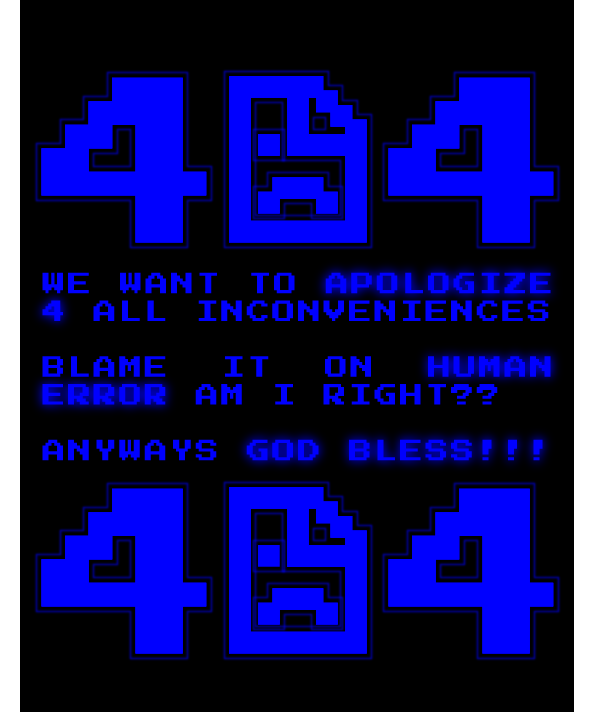 404
WE WANT TO APOLOGIZE
4 ALL INCONVENIENCES
BLAME IT ON HUMAN
ERROR AM I RIGHT??
ANYWAYS GOD BLESS!!!
404